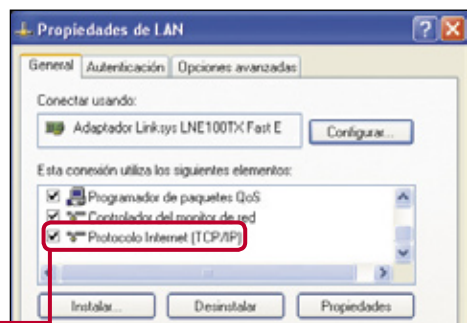 Propiedades de LAN
General Autenticación Opciones avanzadas
Conectar usando:
Adaptador Linksys LNE100TX Fast E Configurar...
Esta conexión utiliza los siguientes elementos:
Programador de paquetes QoS
Controlador del monitor de red
Protocolo Internet (TCP/IP)
Instalar... Desinstalar Propiedades